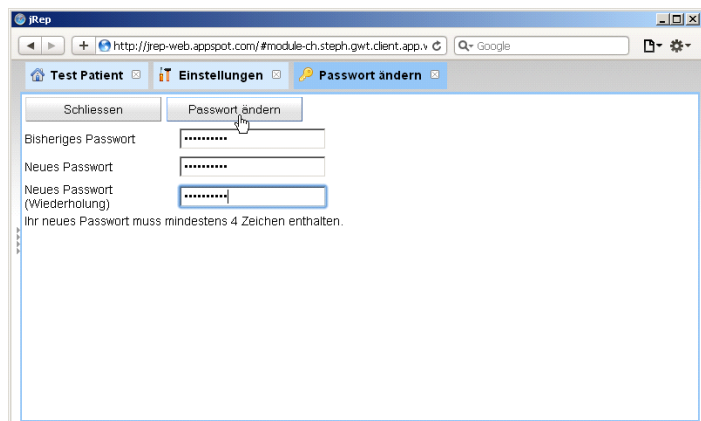 jRep
http://jrep-web.appspot.com/#module-ch.steph.gwt.client.app.v
Google
Test Patient
Einstellungen
Passwort ändern
Schliessen
Passwort ändern
Bisheriges Passwort
••••••••••
Neues Passwort
••••••••••
Neues Passwort
(Wiederholung)
••••••••••
Ihr neues Passwort muss mindestens 4 Zeichen enthalten.